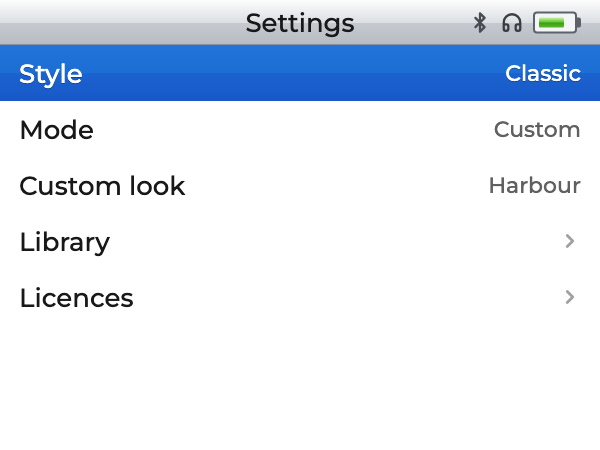 Settings
Style Classic
Mode Custom
Custom look Harbour
Library
Licences